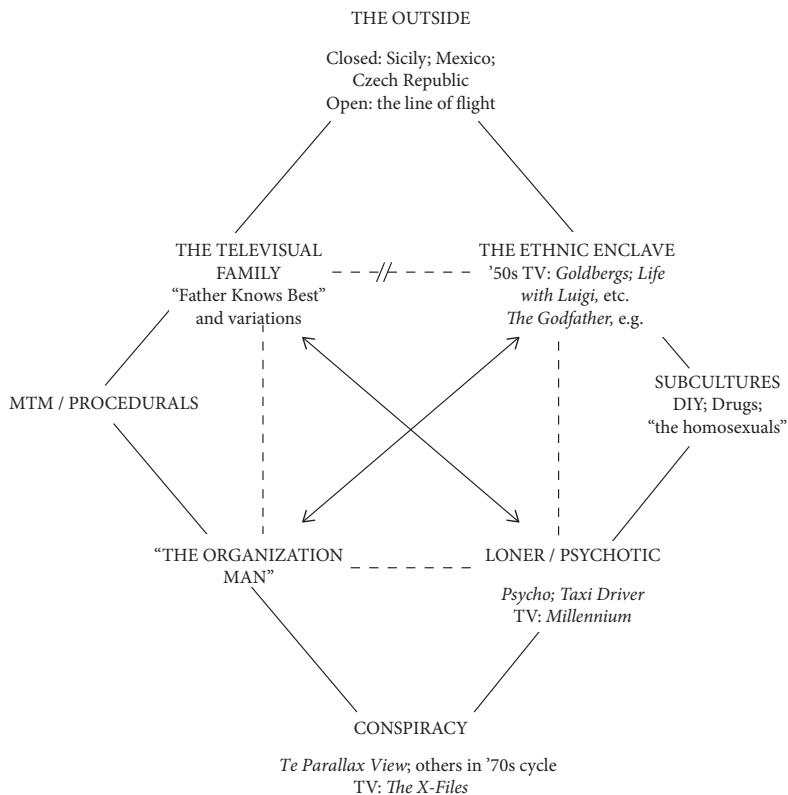 THE OUTSIDE
Closed: Sicily; Mexico;
Czech Republic
Open: the line of flight
THE TELEVISUAL
FAMILY
“Father Knows Best”
and variations
THE ETHNIC ENCLAVE
’50s TV: Goldbergs; Life
with Luigi, etc.
The Godfather, e.g.
MTM / PROCEDURALS
SUBCULTURES
DIY; Drugs;
“the homosexuals”
“THE ORGANIZATION
MAN”
LONER / PSYCHOTIC
Psycho; Taxi Driver
TV: Millennium
CONSPIRACY
Te Parallax View; others in ’70s cycle
TV: The X-Files